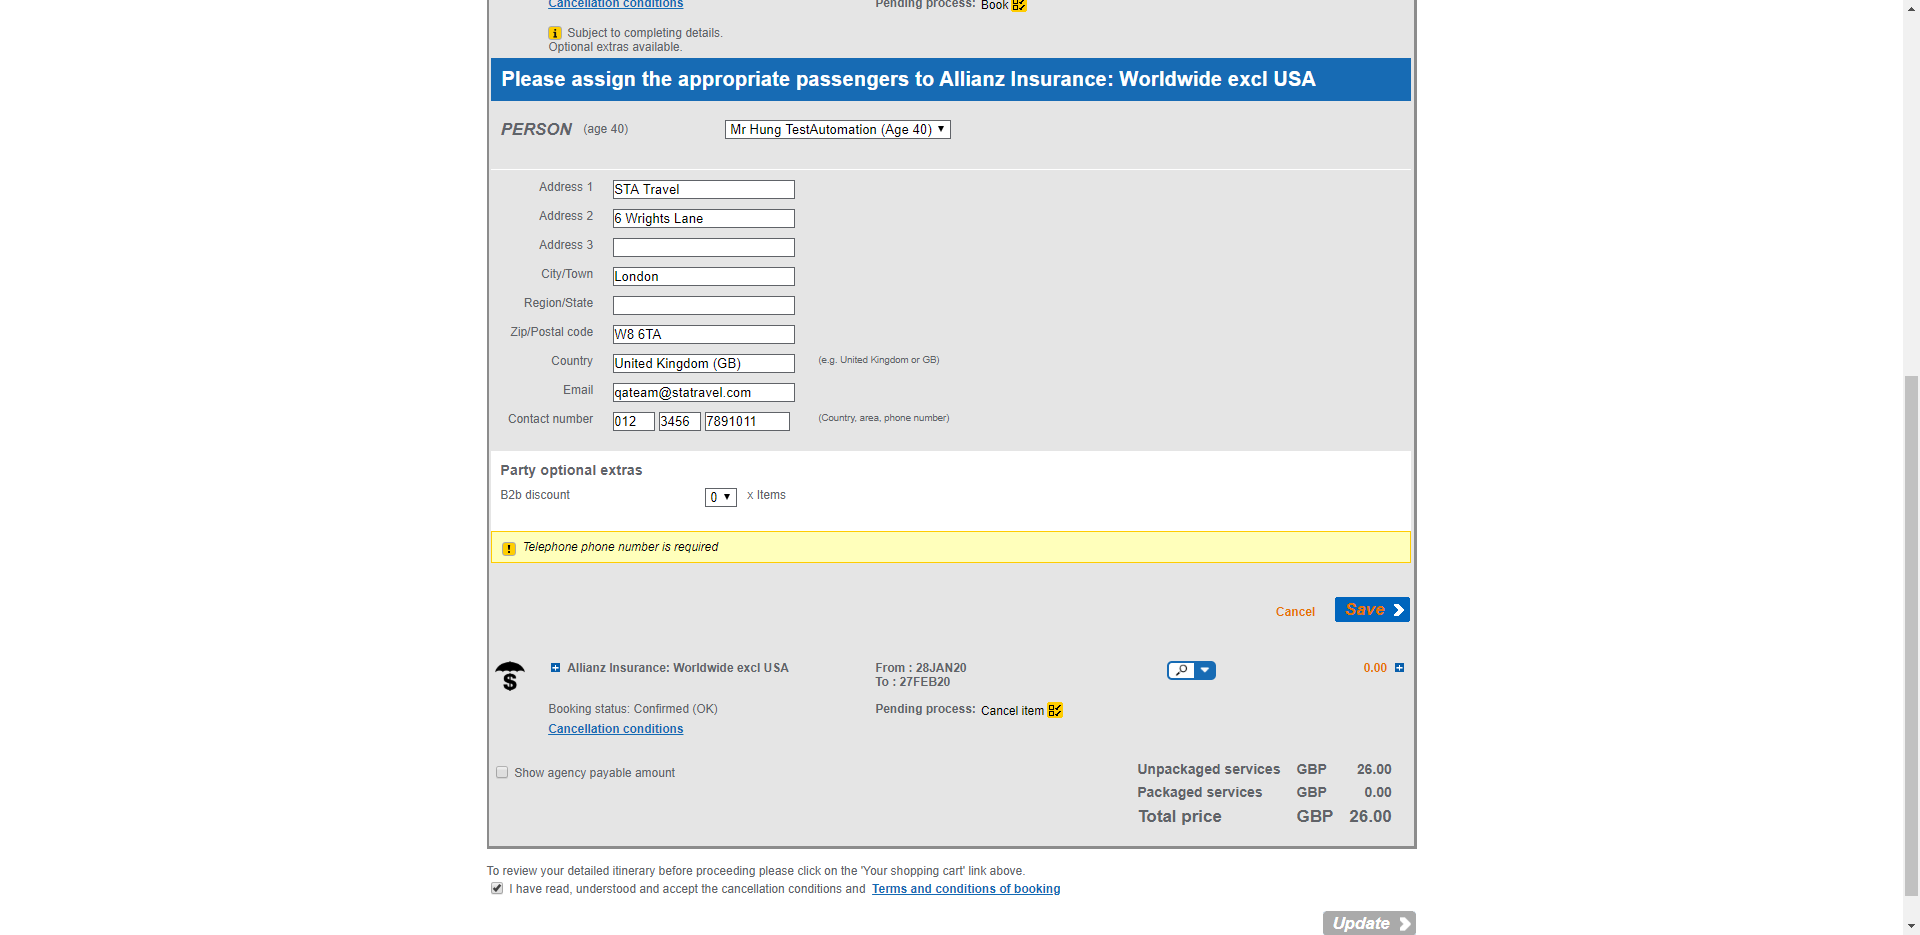 Cancellation conditions
Pending process: Book
Subject to completing details.
Optional extras available.
Please assign the appropriate passengers to Allianz Insurance: Worldwide excl USA
PERSON (age 40) Mr Hung TestAutomation (Age 40)
Address 1 STA Travel
Address 2 6 Wrights Lane
Address 3
City/Town London
Region/State
Zip/Postal code W8 6TA
Country United Kingdom (GB) (e.g. United Kingdom or GB)
Email qateam@statravel.com
Contact number 012 3456 7891011 (Country, area, phone number)
Party optional extras
B2b discount 0 x Items
Telephone phone number is required
Cancel Save
Allianz Insurance: Worldwide excl USA From : 28JAN20 0.00
To : 27FEB20
Booking status: Confirmed (OK) Pending process: Cancel item
Cancellation conditions
Show agency payable amount
Unpackaged services GBP 26.00
Packaged services GBP 0.00
Total price GBP 26.00
To review your detailed itinerary before proceeding please click on the 'Your shopping cart' link above.
I have read, understood and accept the cancellation conditions and Terms and conditions of booking
Update